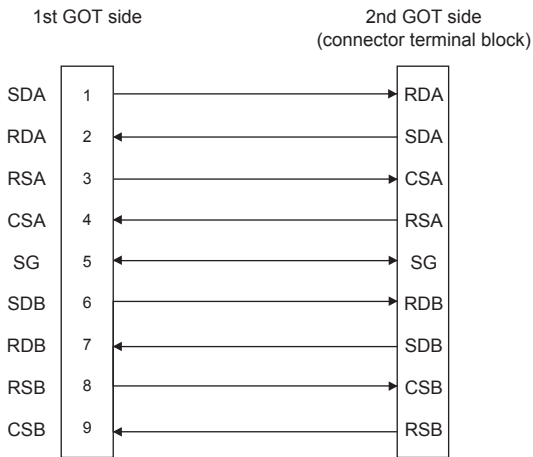 1st GOT side
2nd GOT side
(connector terminal block)
SDA 1 RDA
RDA 2 SDA
RSA 3 CSA
CSA 4 RSA
SG 5 SG
SDB 6 RDB
RDB 7 SDB
RSB 8 CSB
CSB 9 RSB